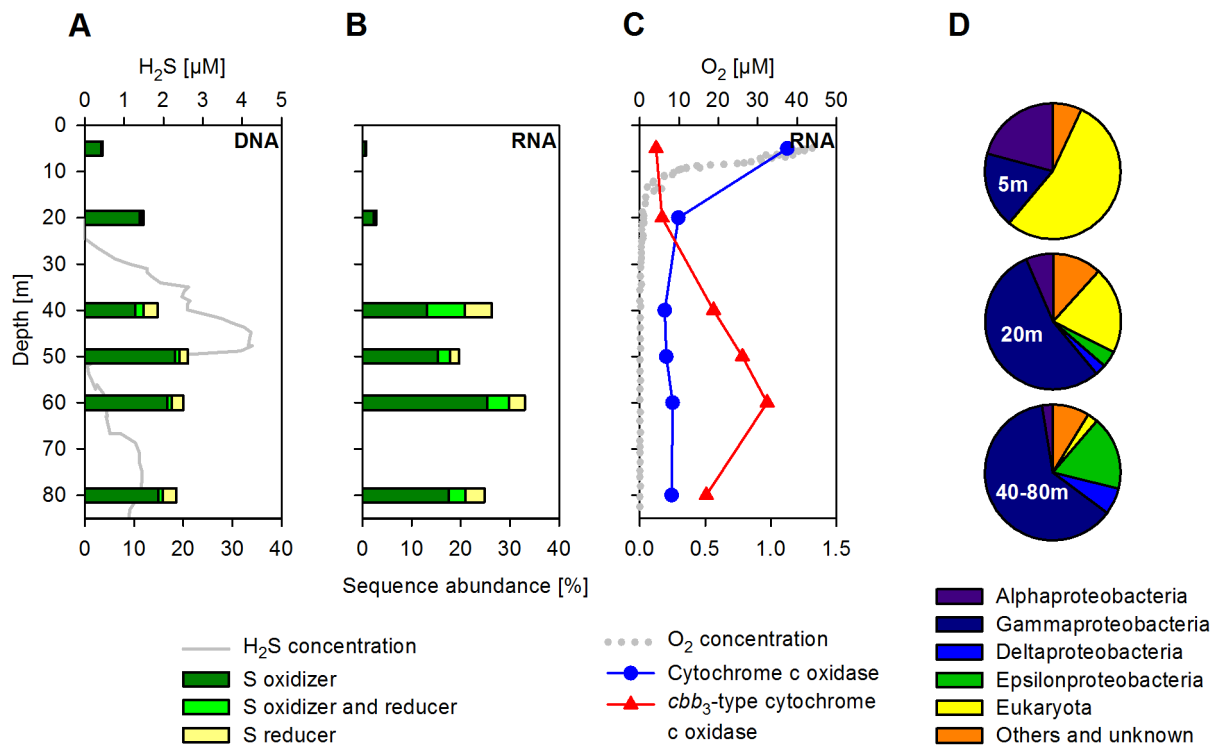 A
B
C
D
H₂S [µM]
O₂ [µM]
0 1 2 3 4 5
0 10 20 30 40 50
DNA
RNA
RNA
Depth [m]
0
10
20
30
40
50
60
70
80
0 10 20 30 40
0 10 20 30 40
0.0 0.5 1.0 1.5
Sequence abundance [%]
5m
20m
40-80m
H₂S concentration
S oxidizer
S oxidizer and reducer
S reducer
O₂ concentration
Cytochrome c oxidase
cbb₃-type cytochrome
c oxidase
Alphaproteobacteria
Gammaproteobacteria
Deltaproteobacteria
Epsilonproteobacteria
Eukaryota
Others and unknown